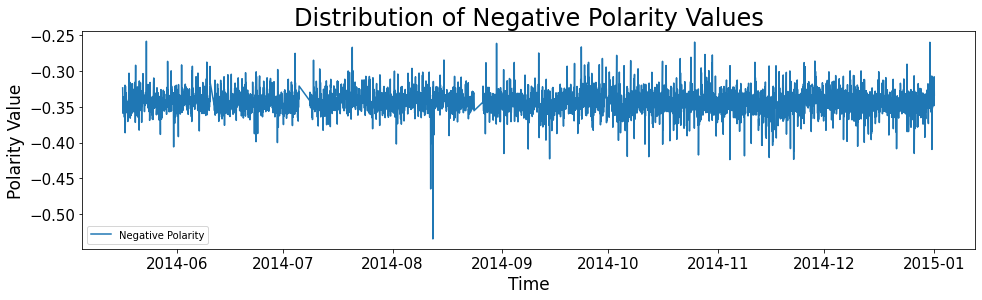 Distribution of Negative Polarity Values
−0.25
−0.30
−0.35
−0.40
−0.45
−0.50
Polarity Value
Negative Polarity
2014-06 2014-07 2014-08 2014-09 2014-10 2014-11 2014-12 2015-01
Time